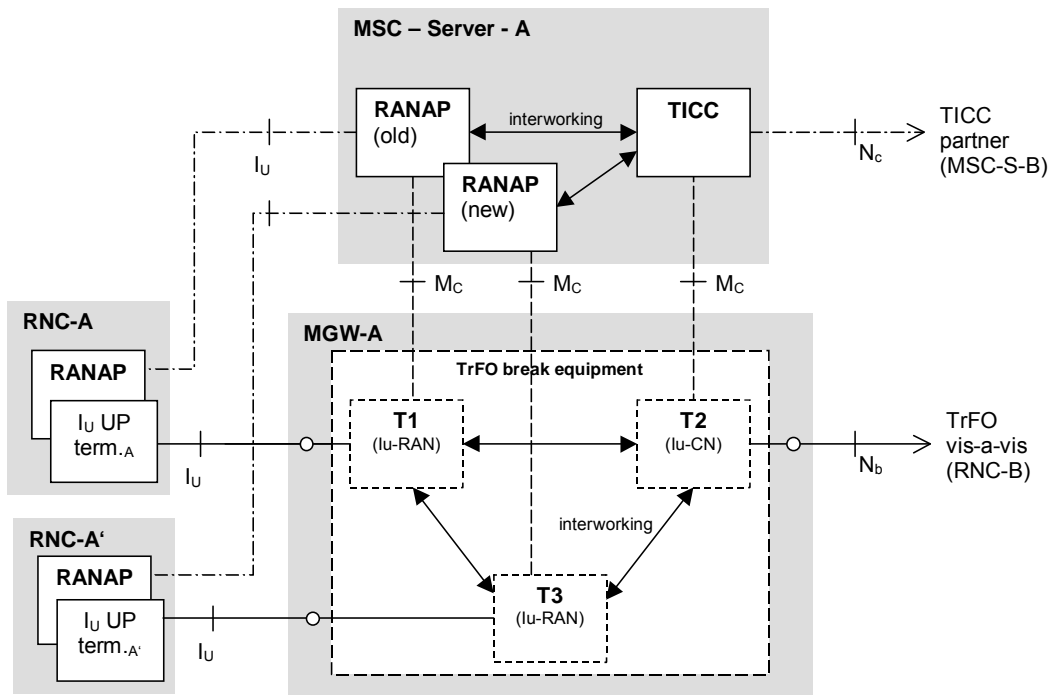 MSC – Server - A
RANAP
(old)
interworking
TICC
RANAP
(new)
IU
IU
Nc
TICC
partner
(MSC-S-B)
MC
MC
MC
RNC-A
RANAP
IU UP
term.A
IU
MGW-A
TrFO break equipment
T1
(Iu-RAN)
T2
(Iu-CN)
Nb
TrFO
vis-a-vis
(RNC-B)
interworking
T3
(Iu-RAN)
RNC-A‘
RANAP
IU UP
term.A‘
IU